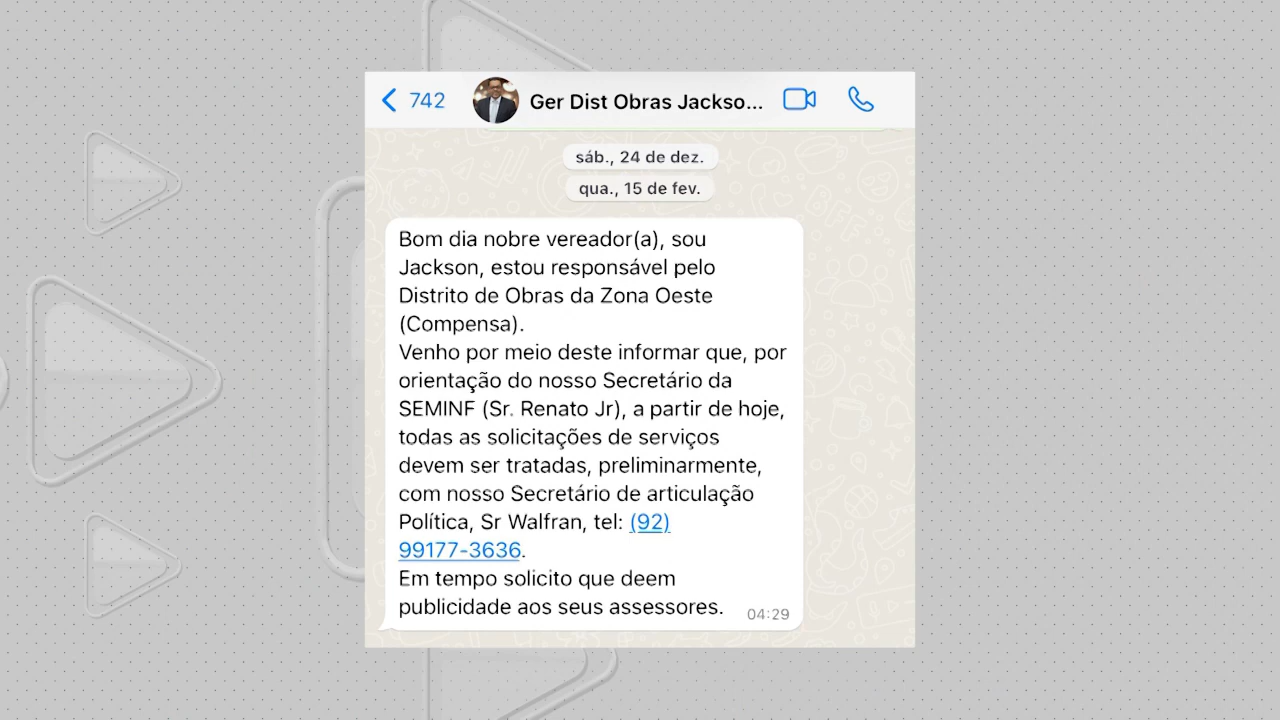 742
Ger Dist Obras Jackso...
sáb., 24 de dez.
qua., 15 de fev.
Bom dia nobre vereador(a), sou
Jackson, estou responsável pelo
Distrito de Obras da Zona Oeste
(Compensa).
Venho por meio deste informar que, por
orientação do nosso Secretário da
SEMINF (Sr. Renato Jr), a partir de hoje,
todas as solicitações de serviços
devem ser tratadas, preliminarmente,
com nosso Secretário de articulação
Política, Sr Walfran, tel: (92)
99177-3636.
Em tempo solicito que deem
publicidade aos seus assessores.
04:29